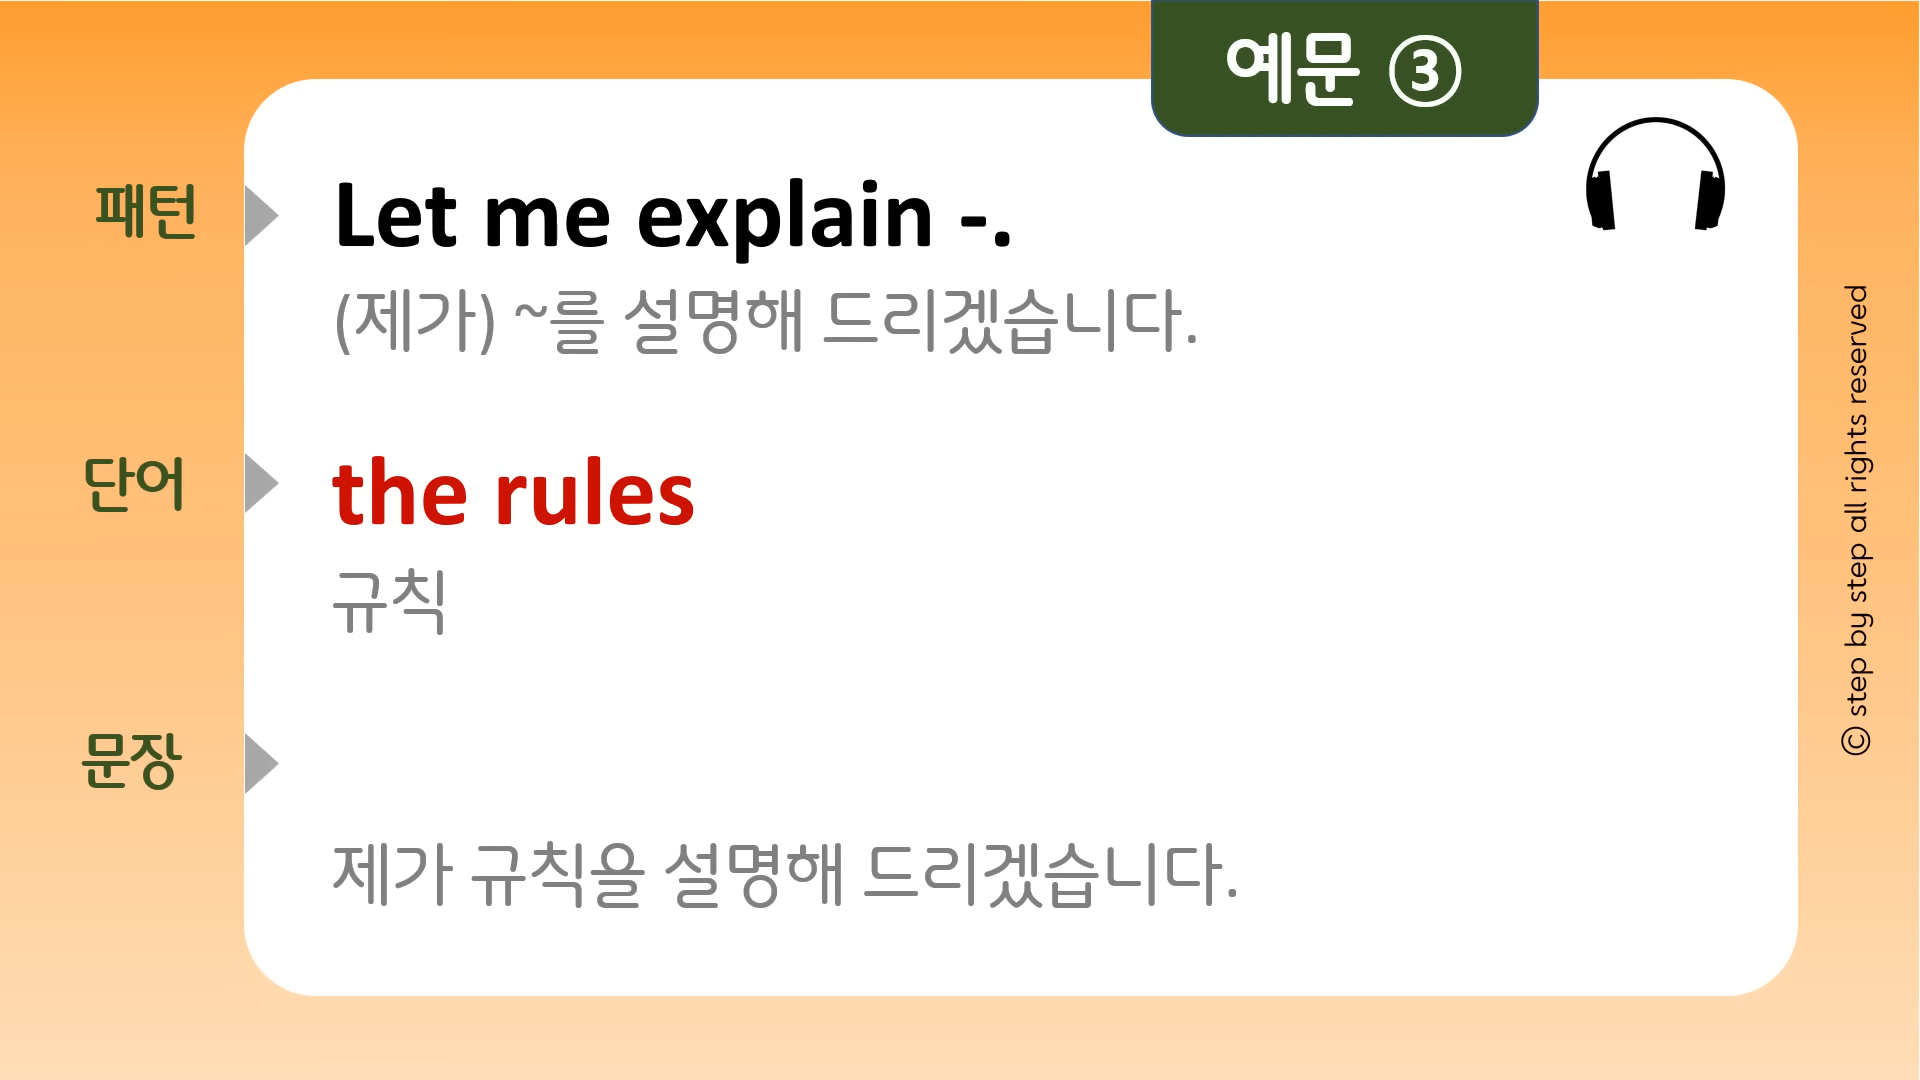 예문 ③
패턴
Let me explain -.
(제가) ~를 설명해 드리겠습니다.
단어
the rules
규칙
문장
제가 규칙을 설명해 드리겠습니다.
© step by step all rights reserved